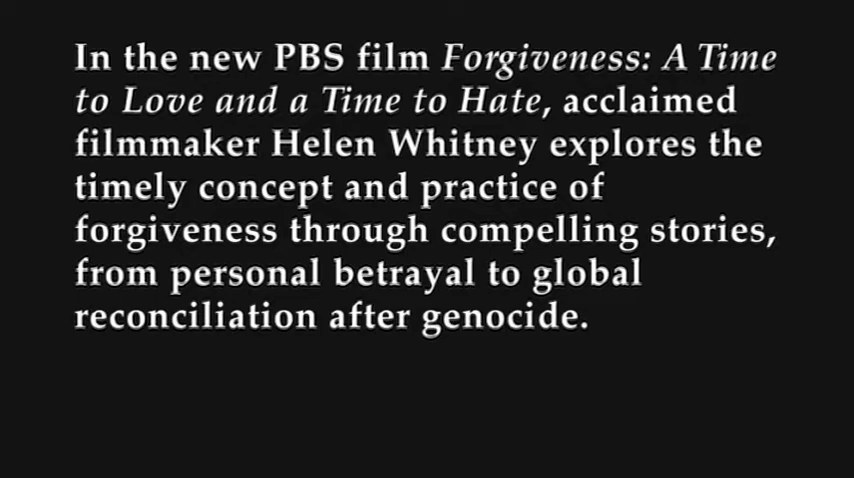 In the new PBS film Forgiveness: A Time
to Love and a Time to Hate, acclaimed
filmmaker Helen Whitney explores the
timely concept and practice of
forgiveness through compelling stories,
from personal betrayal to global
reconciliation after genocide.